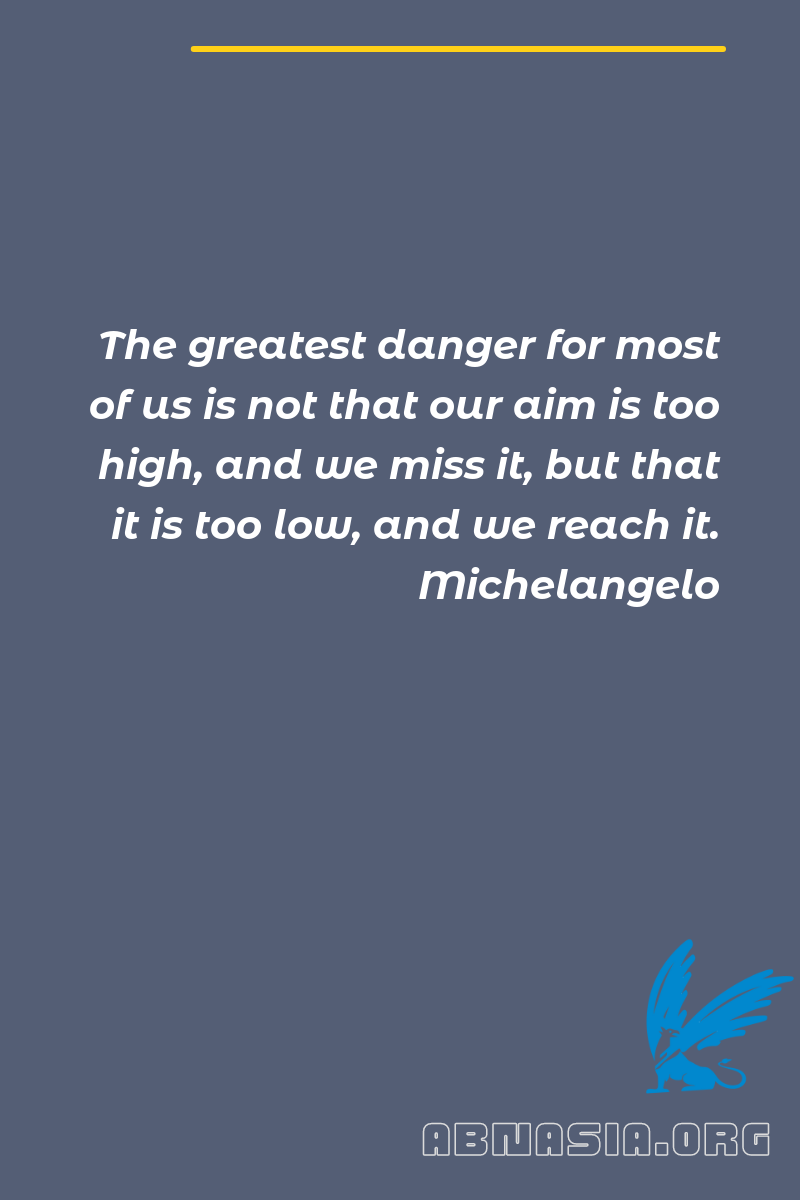 The greatest danger for most
of us is not that our aim is too
high, and we miss it, but that
it is too low, and we reach it.
Michelangelo
ABNASIA.ORG